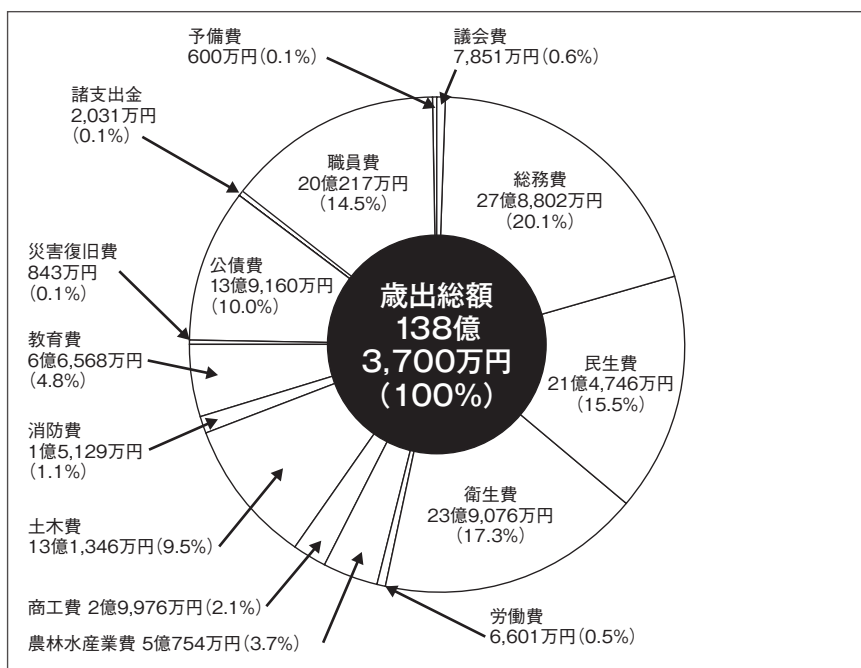 予備費
600万円(0.1%)
議会費
7,851万円(0.6%)
諸支出金
2,031万円
(0.1%)
職員費
20億217万円
(14.5%)
総務費
27億8,802万円
(20.1%)
災害復旧費
843万円
(0.1%)
公債費
13億9,160万円
(10.0%)
歳出総額
138億
3,700万円
(100%)
教育費
6億6,568万円
(4.8%)
民生費
21億4,746万円
(15.5%)
消防費
1億5,129万円
(1.1%)
衛生費
23億9,076万円
(17.3%)
土木費
13億1,346万円(9.5%)
商工費 2億9,976万円(2.1%)
労働費
6,601万円(0.5%)
農林水産業費 5億754万円(3.7%)